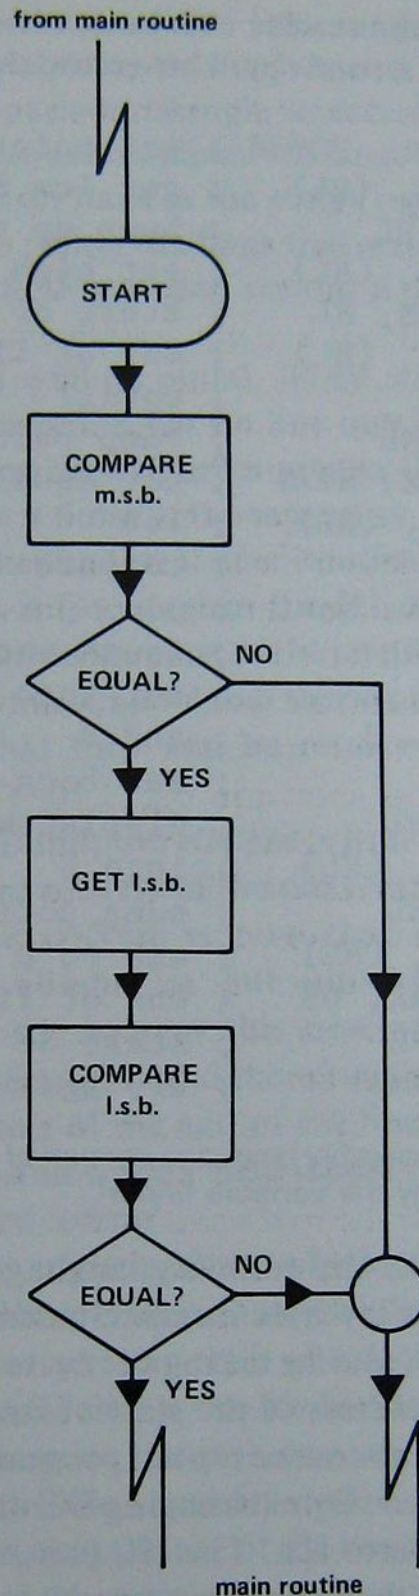 from main routine
START
COMPARE
m.s.b.
EQUAL?
NO
YES
GET l.s.b.
COMPARE
l.s.b.
EQUAL?
NO
YES
main routine